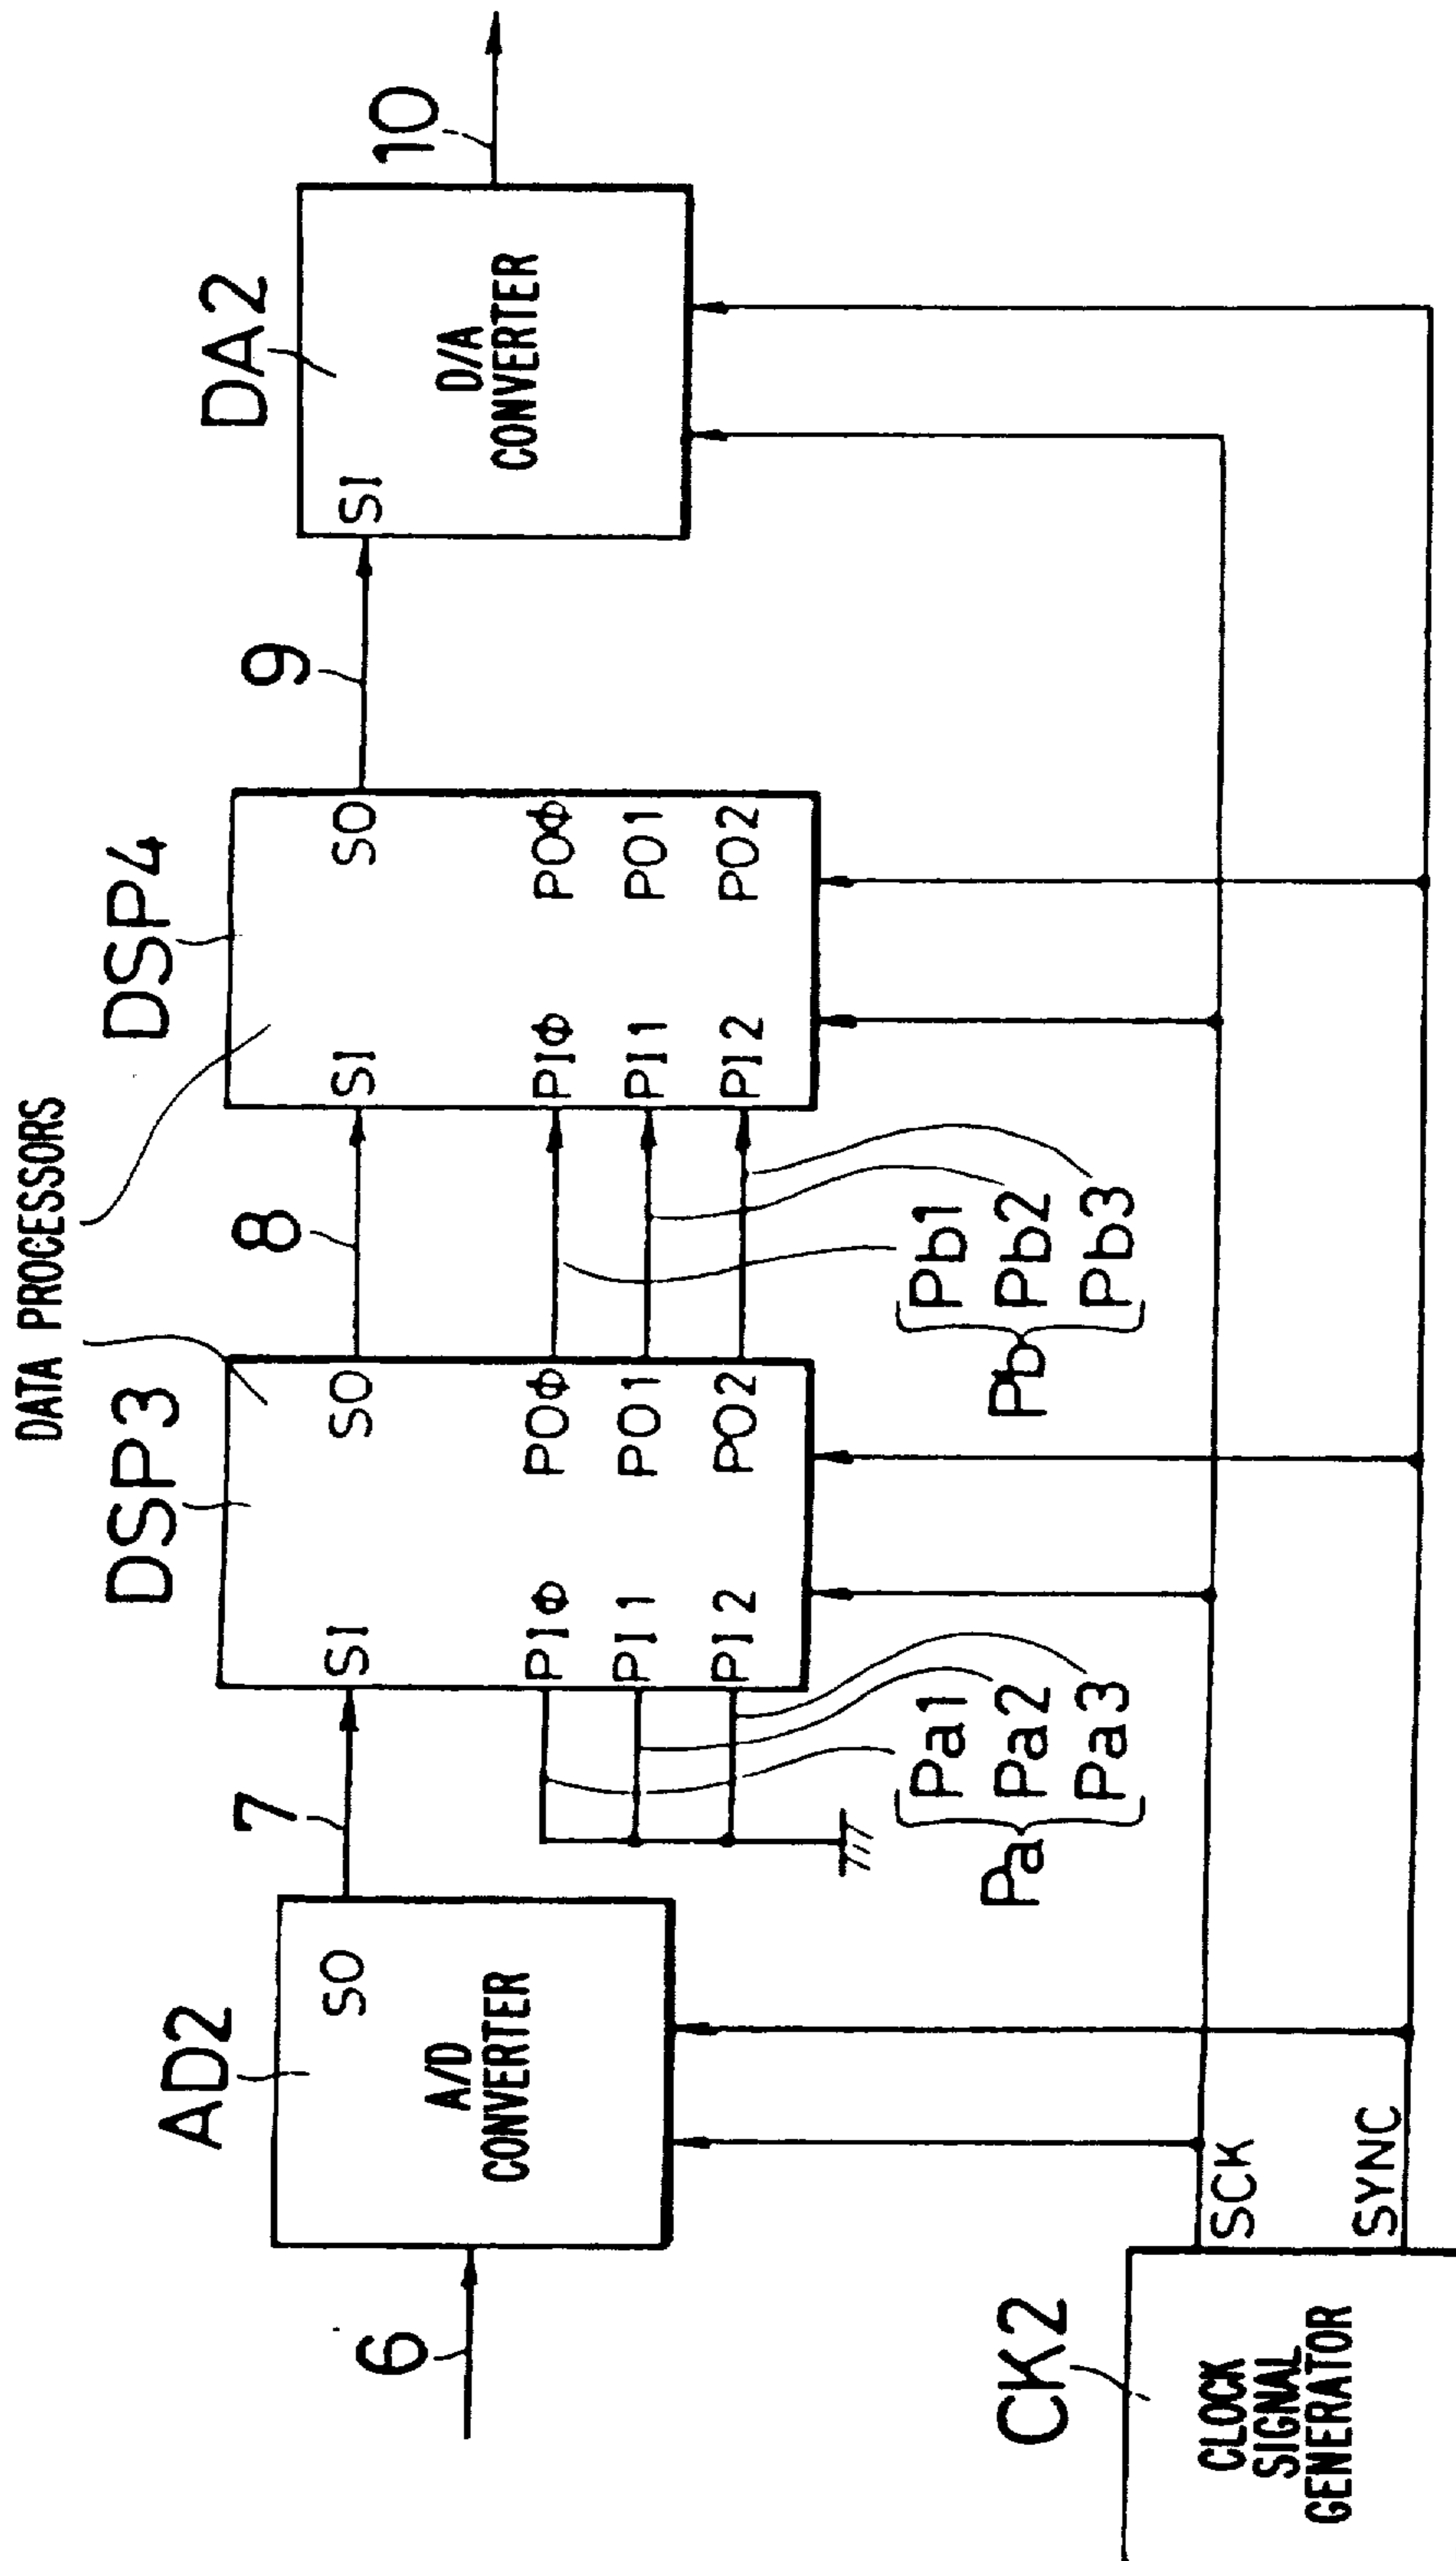 DATA PROCESSORS
AD2
DSP3
DSP4
DA2
6
7
8
9
10
SO
A/D
CONVERTER
SI
SO
PIΦ
POΦ
PI1
PO1
PI2
PO2
SI
SO
PIΦ
POΦ
PI1
PO1
PI2
PO2
SI
D/A
CONVERTER
Pa
Pa1
Pa2
Pa3
Pb
Pb1
Pb2
Pb3
CK2
CLOCK
SIGNAL
GENERATOR
SCK
SYNC